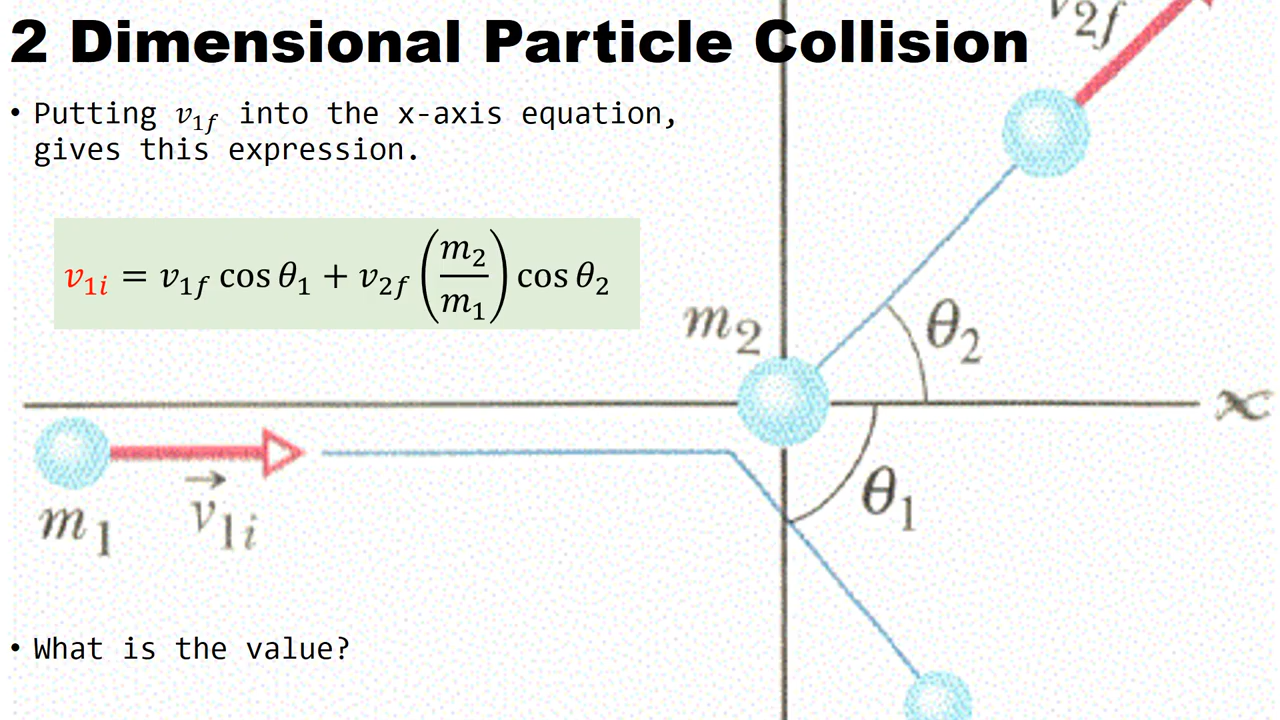 2 Dimensional Particle Collision
• Putting v₁f into the x-axis equation,
gives this expression.
v₁ᵢ = v₁f cos θ₁ + v₂f (m₂/m₁) cos θ₂
• What is the value?
v₂f
θ₂
m₂
x
θ₁
m₁
v⃗₁ᵢ